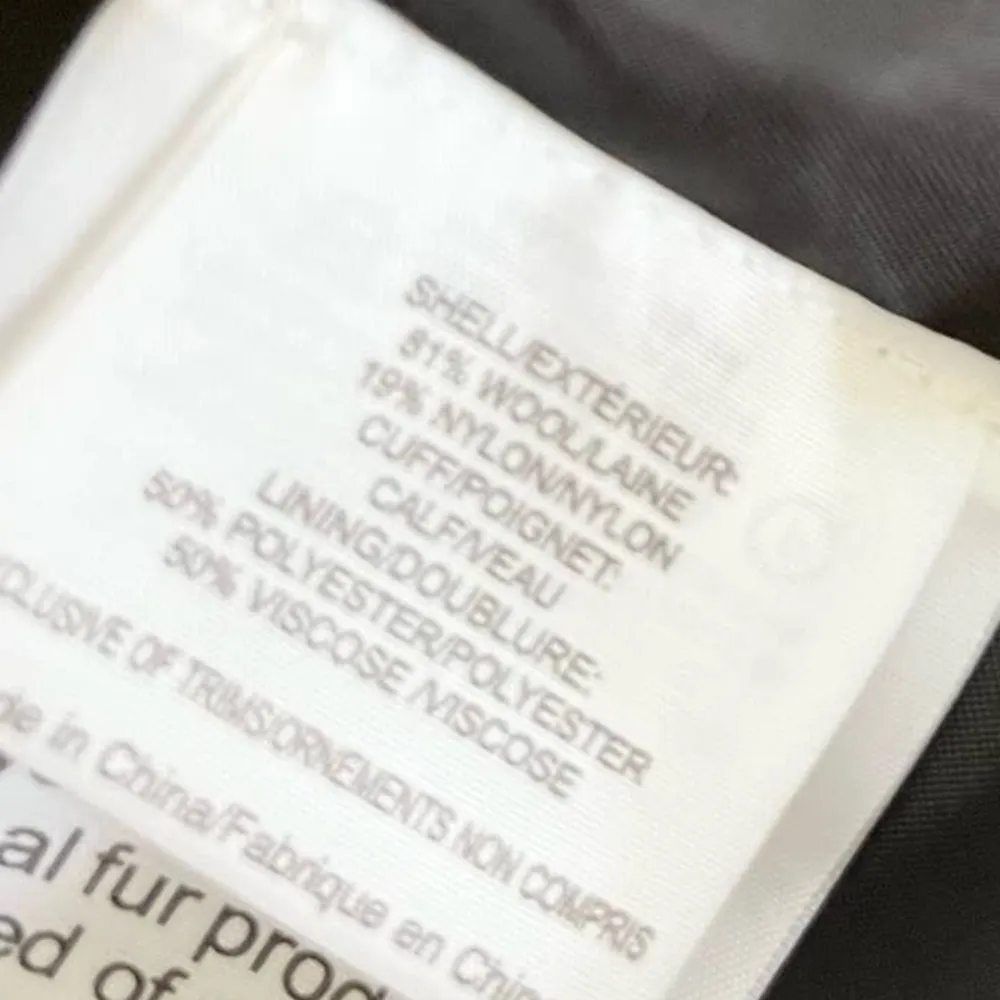 SHELL/EXTÉRIEUR:
81% WOOL/LAINE
19% NYLON/NYLON
CUFF/POIGNET:
CALF/VEAU
LINING/DOUBLURE:
50% POLYESTER/POLYESTER
50% VISCOSE /VISCOSE
XCLUSIVE OF TRIMS/ORNEMENTS NON COMPRIS
de in China/Fabrique en Chin
al fur prod
ed of